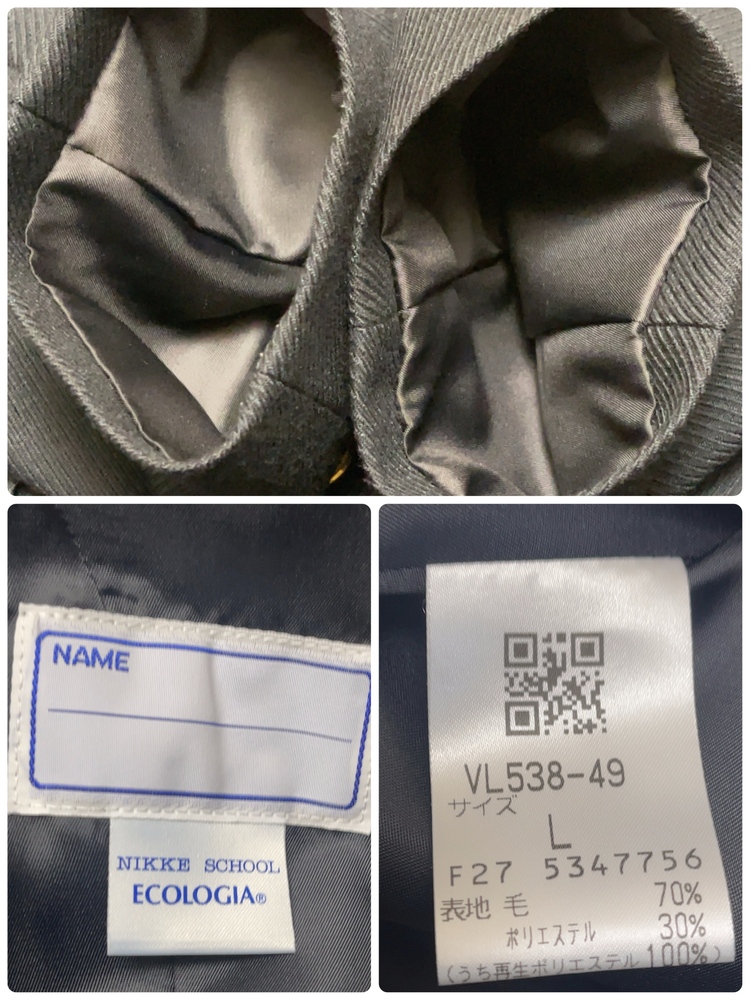 NAME
NIKKE SCHOOL
ECOLOGIA®
VL538-49
サイズ
L
F27 5347756
表地 毛 70%
ポリエステル 30%
(うち再生ポリエステル 100%)